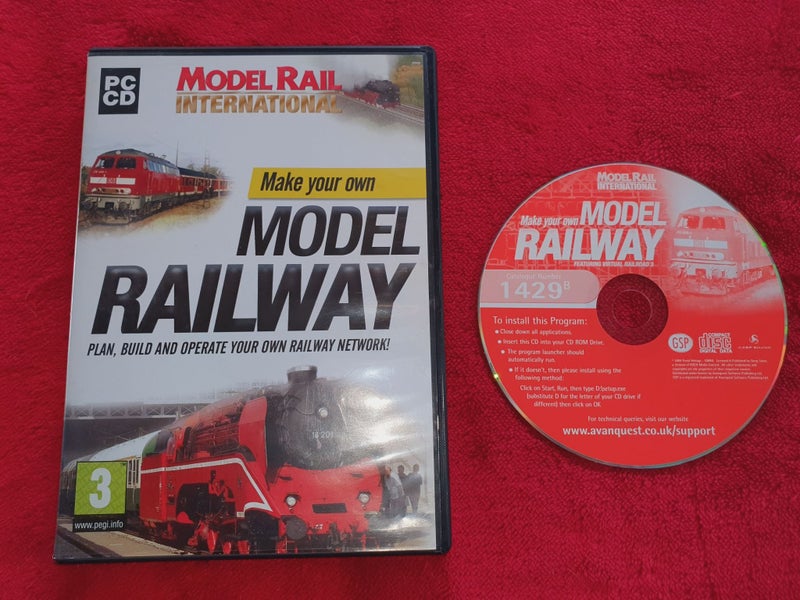 PC
CD
MODEL RAIL
INTERNATIONAL
Make your own
MODEL
RAILWAY
PLAN, BUILD AND OPERATE YOUR OWN RAILWAY NETWORK!
18 201
3
www.pegi.info
MODEL RAIL
INTERNATIONAL
Make your own MODEL
RAILWAY
FEATURING VIRTUAL RAILROAD 3
Catalogue Number
1429B
To install this Program:
• Close down all applications.
• Insert this CD into your CD ROM Drive.
• The program launcher should
automatically run.
• If it doesn't, then please install using the
following method:
Click on Start, Run, then type D:\setup.exe
(substitute D for the letter of your CD drive if
different) then click on OK
GSP
COMPACT
disc
DIGITAL DATA
For technical queries, visit our website
www.avanquest.co.uk/support